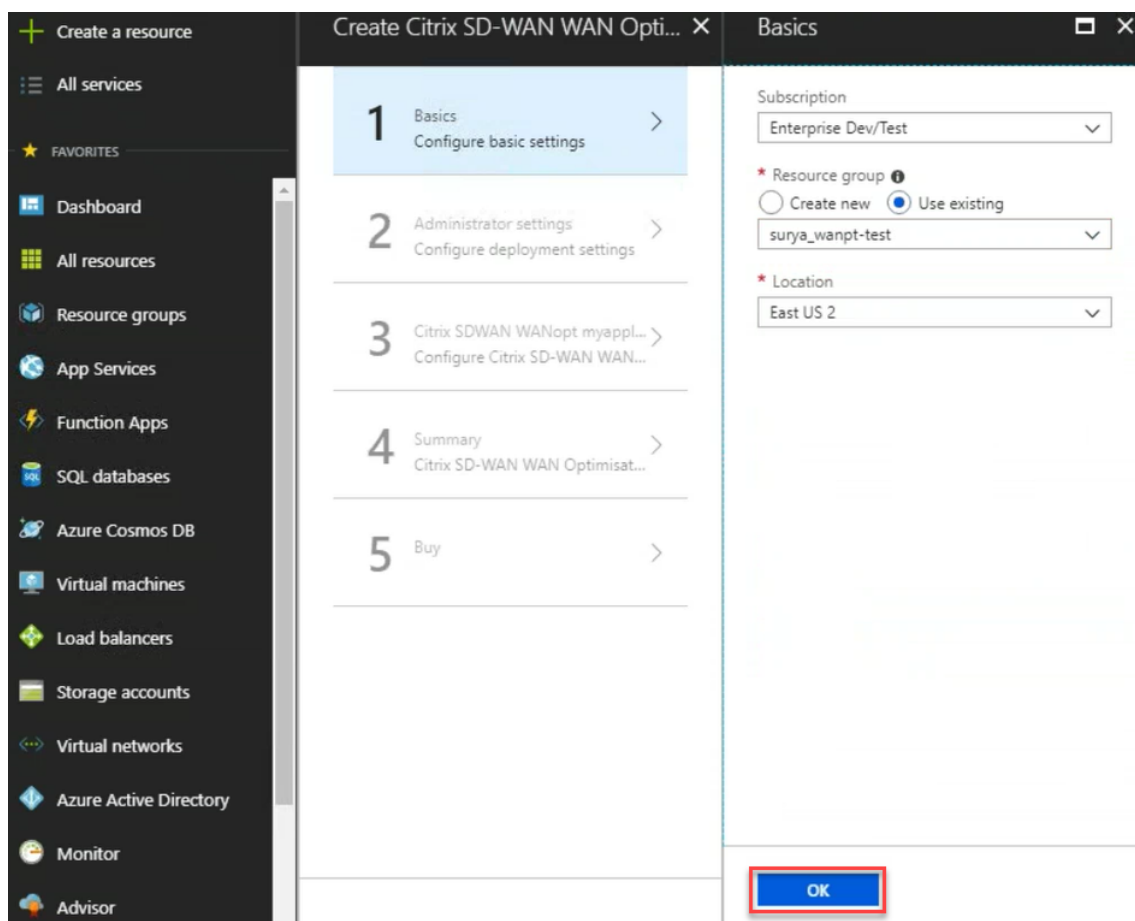 Create a resource
All services
FAVORITES
Dashboard
All resources
Resource groups
App Services
Function Apps
SQL
SQL databases
Azure Cosmos DB
Virtual machines
Load balancers
Storage accounts
Virtual networks
Azure Active Directory
Monitor
Advisor
Create Citrix SD-WAN WAN Opti...
1
Basics
Configure basic settings
2
Administrator settings
Configure deployment settings
3
Citrix SDWAN WANopt myappl...
Configure Citrix SD-WAN WAN...
4
Summary
Citrix SD-WAN WAN Optimisat...
5
Buy
Basics
Subscription
Enterprise Dev/Test
* Resource group
Create new Use existing
surya_wanpt-test
* Location
East US 2
OK